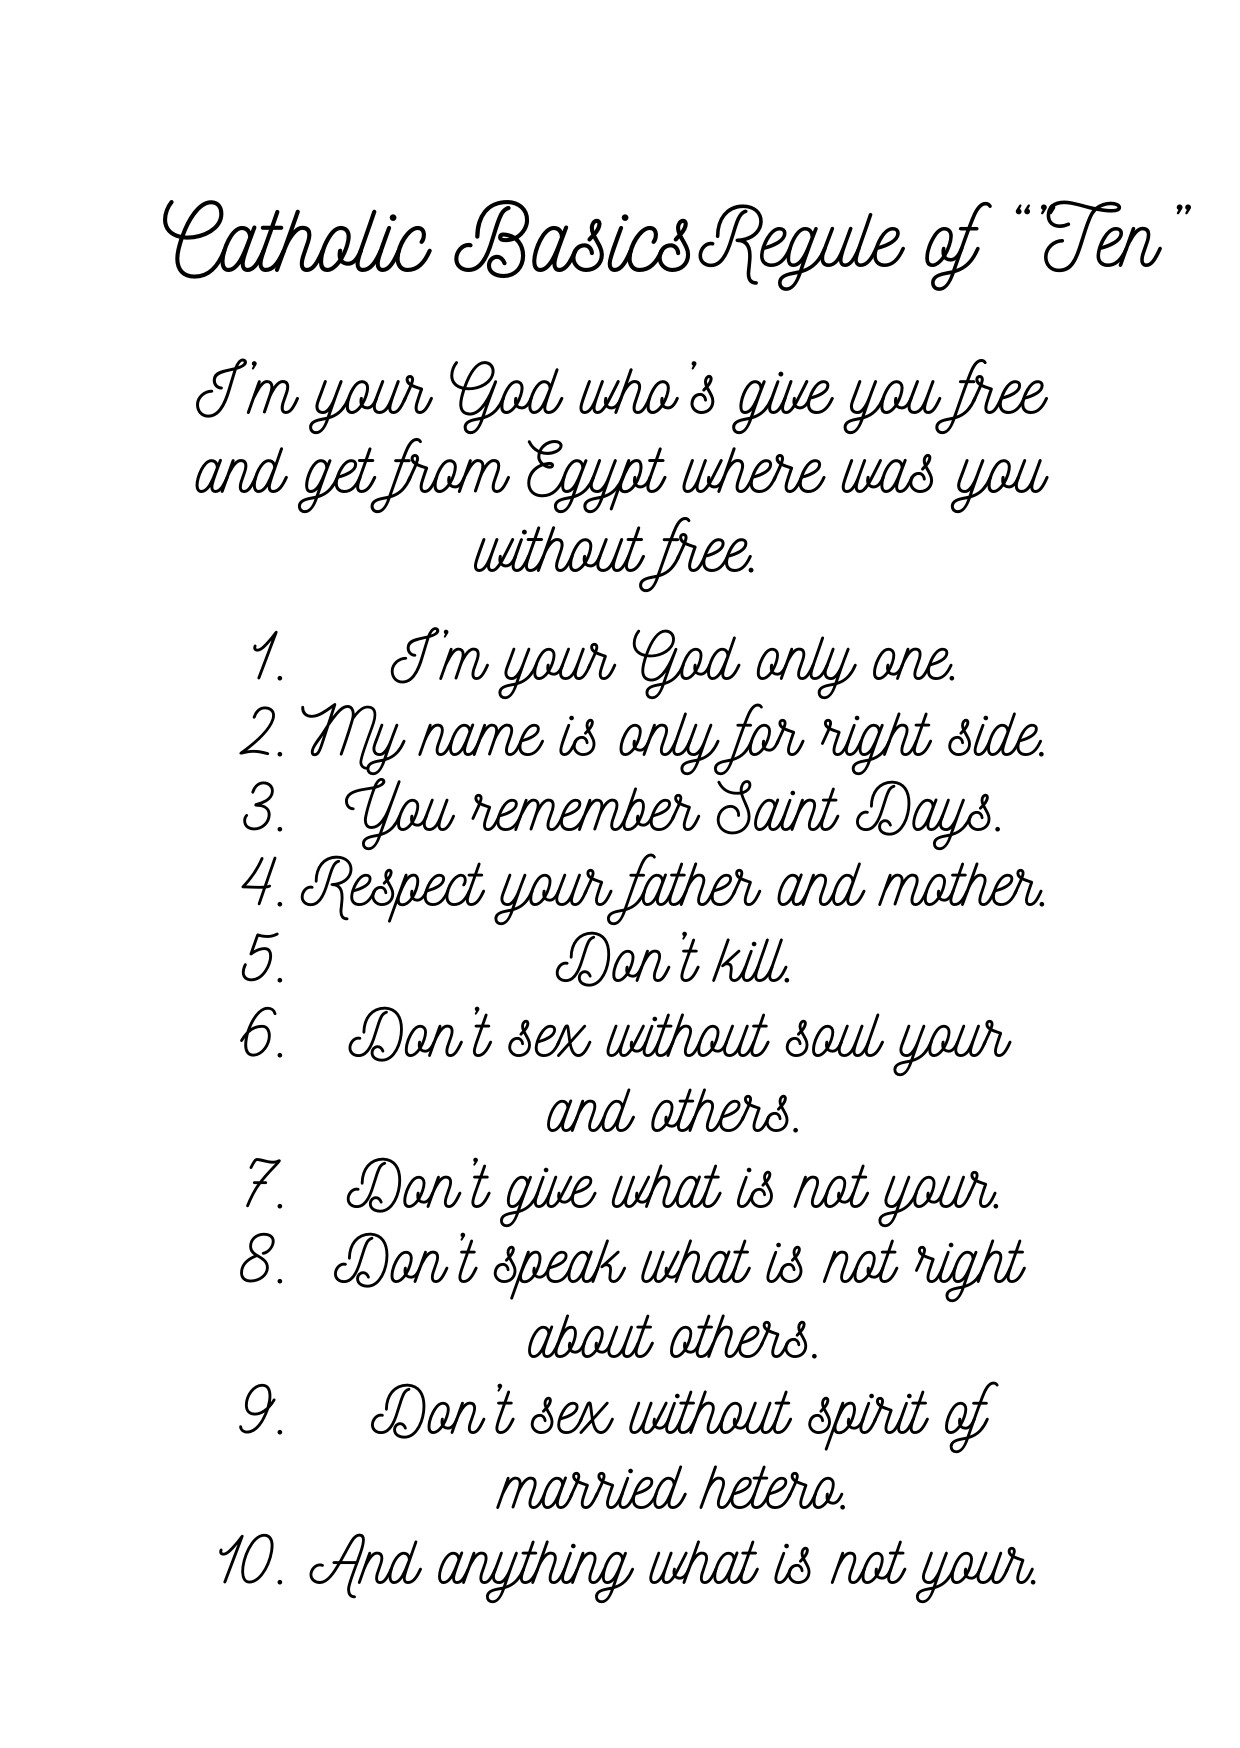 Catholic Basics Regule of “’Ten”
I’m your God who’s give you free
and get from Egypt where was you
without free.
1. I’m your God only one.
2. My name is only for right side.
3. You remember Saint Days.
4. Respect your father and mother.
5. Don’t kill.
6. Don’t sex without soul your
and others.
7. Don’t give what is not your.
8. Don’t speak what is not right
about others.
9. Don’t sex without spirit of
married hetero.
10. And anything what is not your.